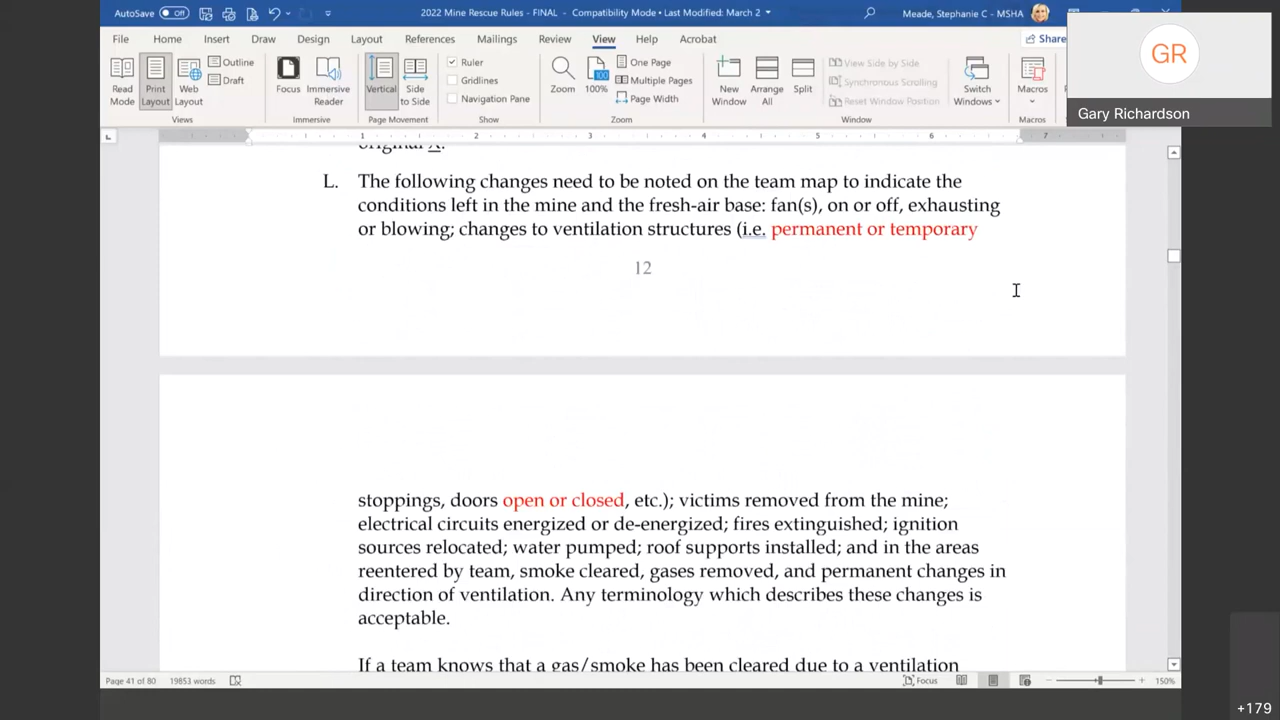 AutoSave Off 2022 Mine Rescue Rules - FINAL - Compatibility Mode • Last Modified: March 2 Meade, Stephanie C - MSHA
GR
Gary Richardson
File Home Insert Draw Design Layout References Mailings Review View Help Acrobat Share
Read Mode
Print Layout
Web Layout
Outline
Draft
Views
Focus
Immersive Reader
Immersive
Vertical
Side to Side
Page Movement
Ruler
Gridlines
Navigation Pane
Show
Zoom
100%
One Page
Multiple Pages
Page Width
Zoom
New Window
Arrange All
Split
View Side by Side
Synchronous Scrolling
Reset Window Position
Switch Windows
Window
Macros
Macros
1 2 3 4 5 6 7
original X.
L. The following changes need to be noted on the team map to indicate the
conditions left in the mine and the fresh-air base: fan(s), on or off, exhausting
or blowing; changes to ventilation structures (i.e. permanent or temporary
12
stoppings, doors open or closed, etc.); victims removed from the mine;
electrical circuits energized or de-energized; fires extinguished; ignition
sources relocated; water pumped; roof supports installed; and in the areas
reentered by team, smoke cleared, gases removed, and permanent changes in
direction of ventilation. Any terminology which describes these changes is
acceptable.
If a team knows that a gas/smoke has been cleared due to a ventilation
Page 41 of 80 19853 words Focus 150%
+179